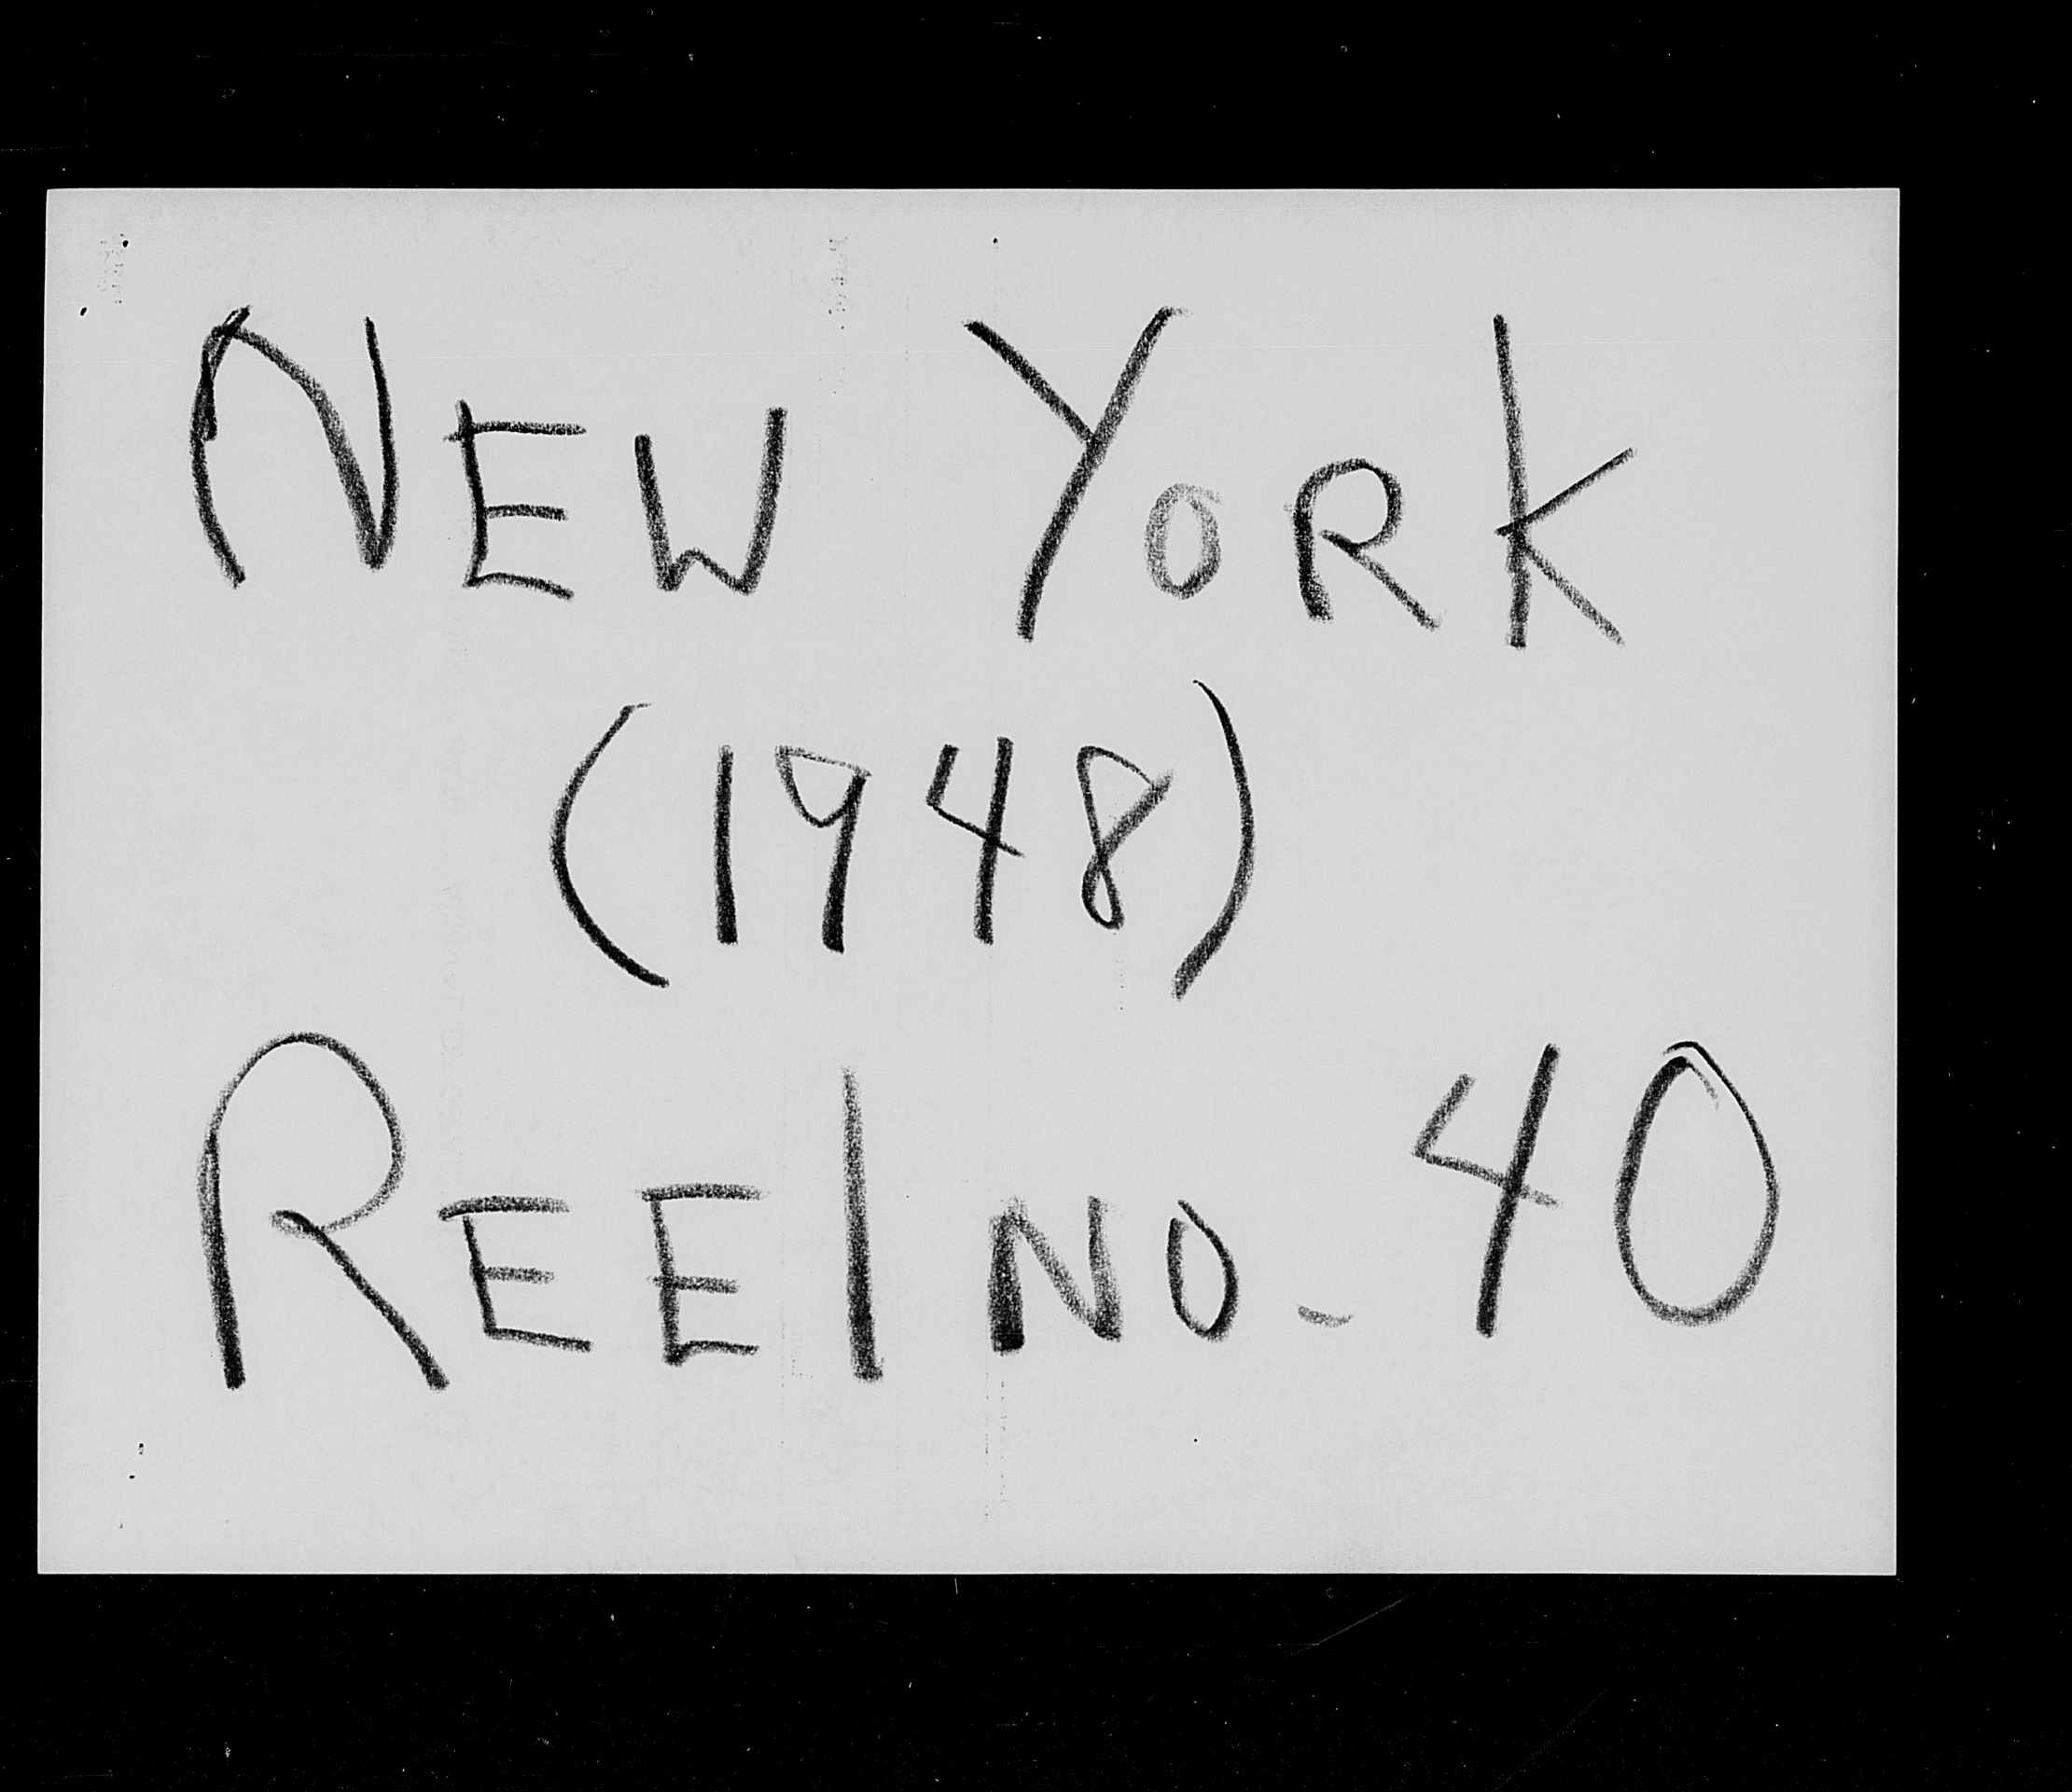 NEW YORK
(1948)
REEl NO. 40